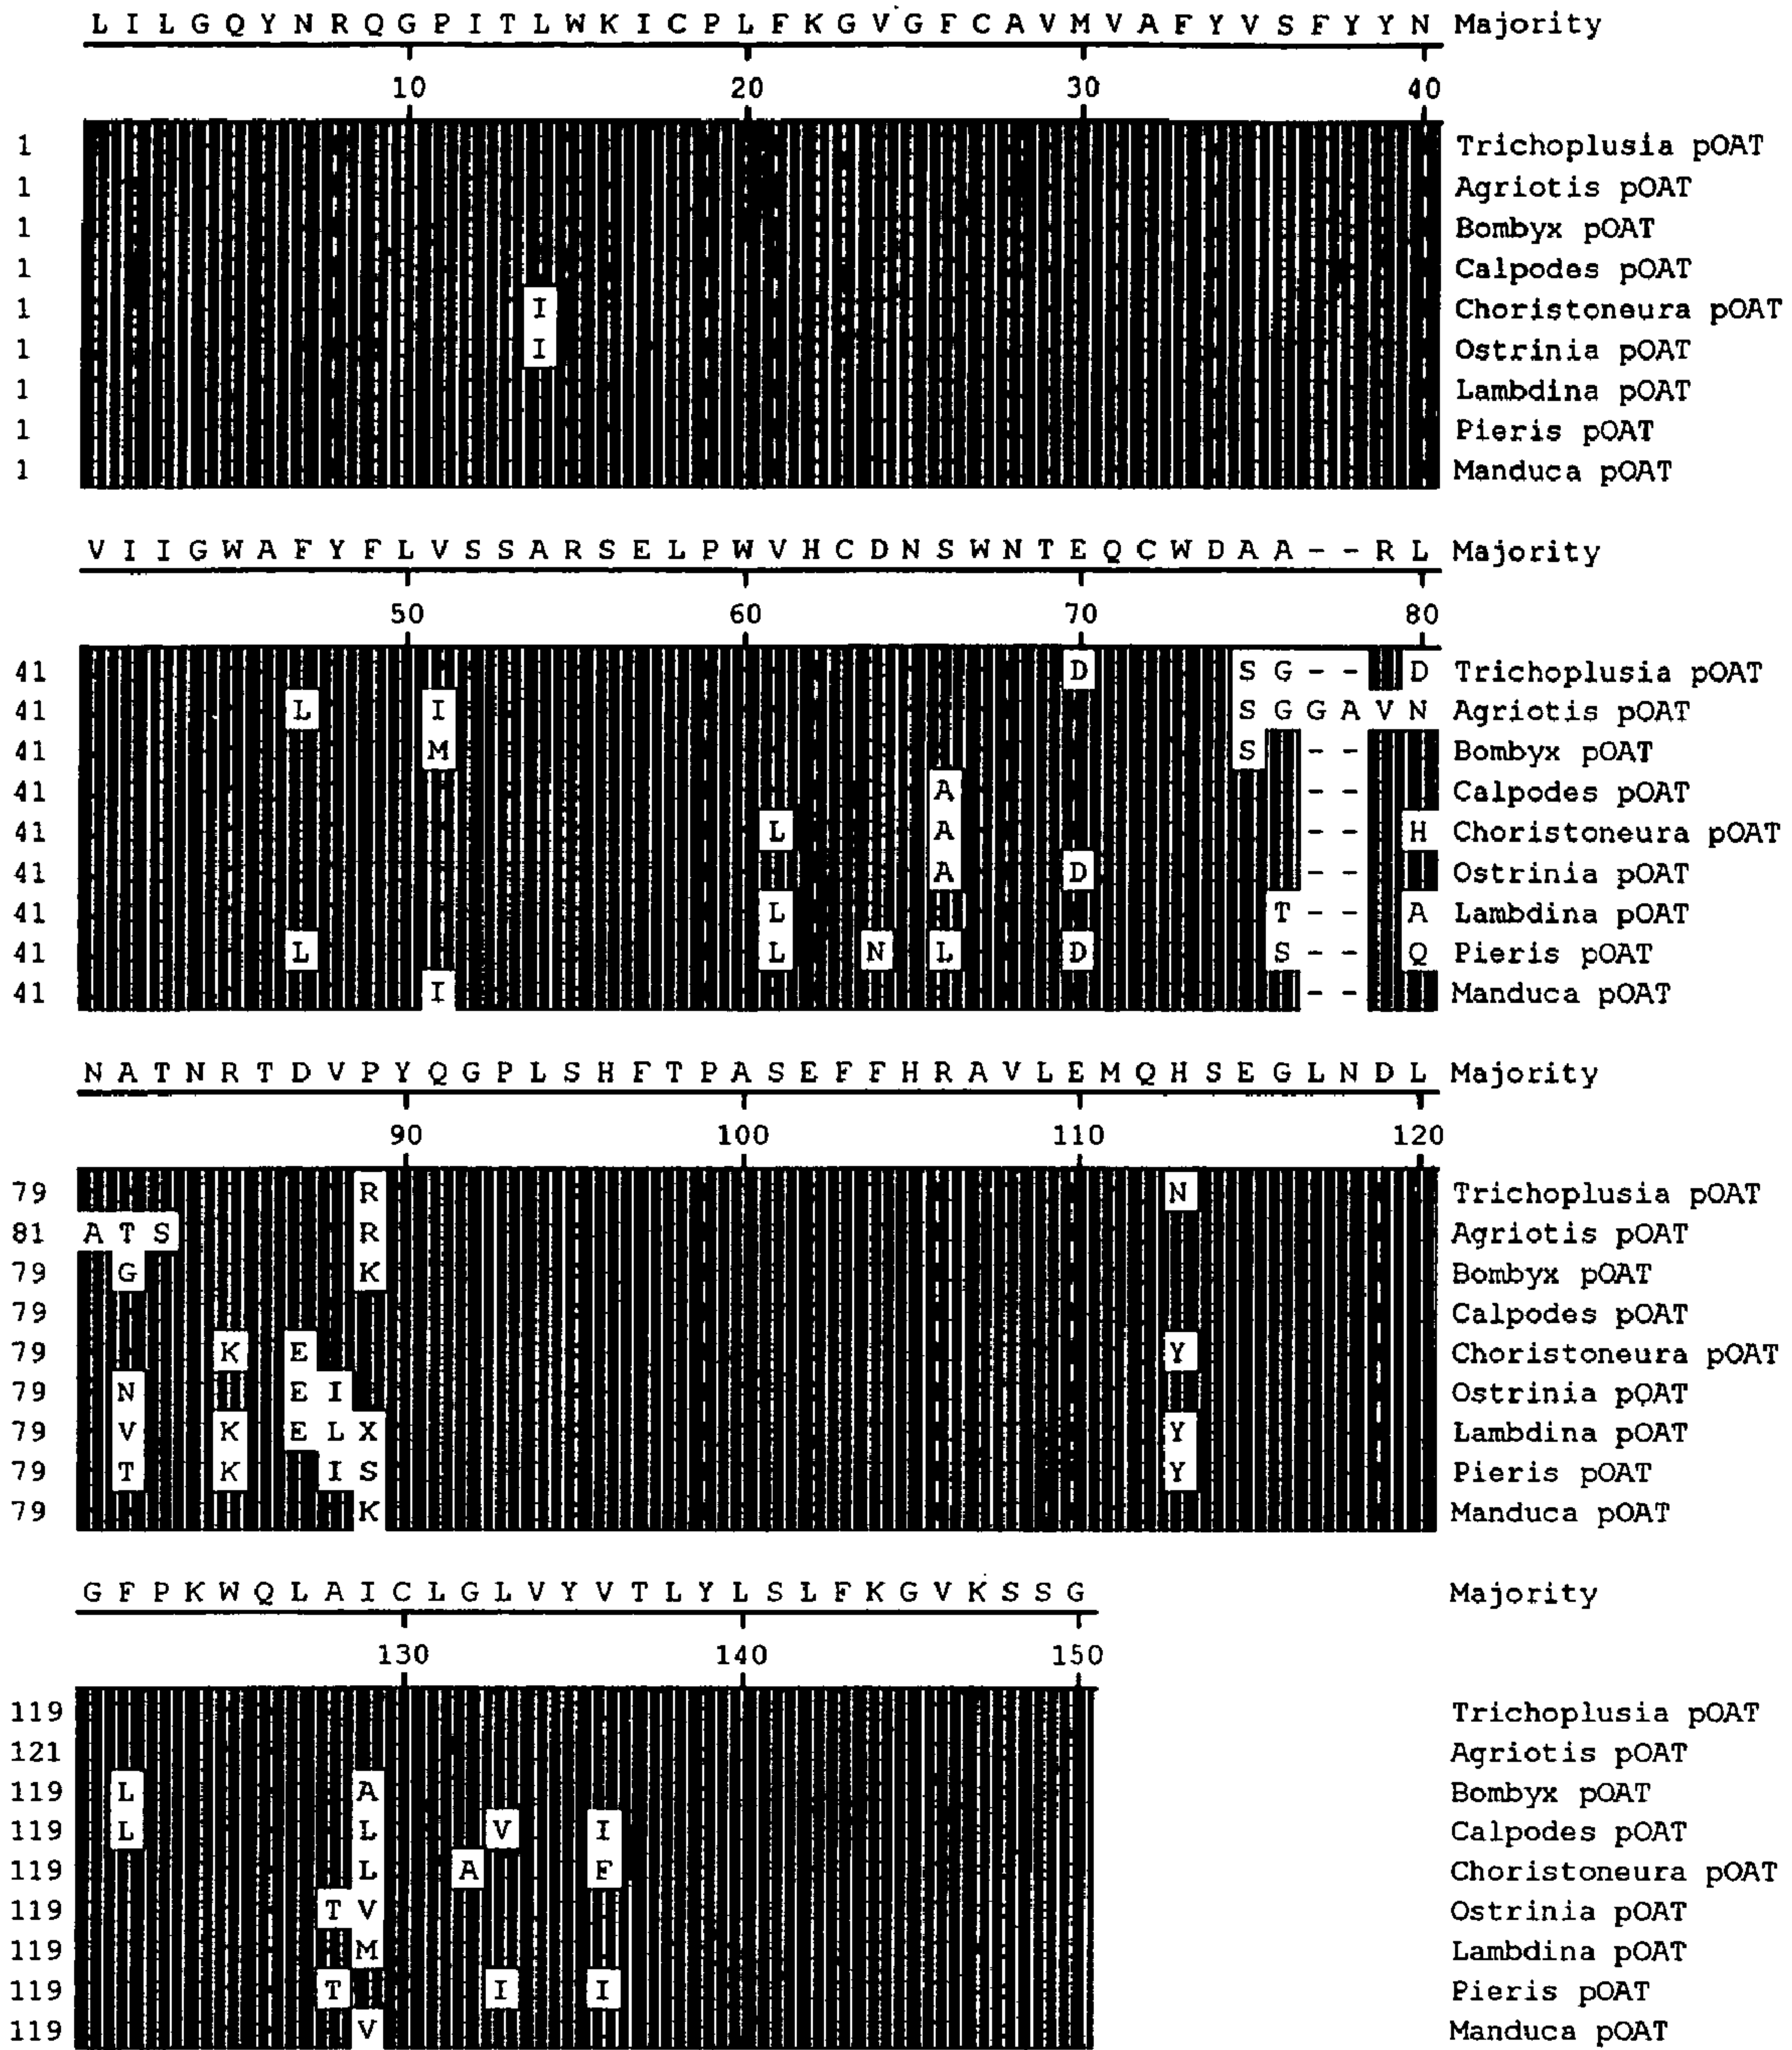 L I L G Q Y N R Q G P I T L W K I C P L F K G V G F C A V M V A F Y V S F Y Y N Majority
10 20 30 40
1 Trichoplusia pOAT
1 Agriotis pOAT
1 Bombyx pOAT
1 Calpodes pOAT
1 I Choristoneura pOAT
1 I Ostrinia pOAT
1 Lambdina pOAT
1 Pieris pOAT
1 Manduca pOAT
V I I G W A F Y F L V S S A R S E L P W V H C D N S W N T E Q C W D A A - - R L Majority
50 60 70 80
41 D S G - - D Trichoplusia pOAT
41 L I S G G A V N Agriotis pOAT
41 M S - - Bombyx pOAT
41 A - - Calpodes pOAT
41 L A - - H Choristoneura pOAT
41 A D - - Ostrinia pOAT
41 L T - - A Lambdina pOAT
41 L L N L D S - - Q Pieris pOAT
41 I - - Manduca pOAT
N A T N R T D V P Y Q G P L S H F T P A S E F F H R A V L E M Q H S E G L N D L Majority
90 100 110 120
79 R N Trichoplusia pOAT
81 A T S R Agriotis pOAT
79 G K Bombyx pOAT
79 Calpodes pOAT
79 K E Y Choristoneura pOAT
79 N E I Ostrinia pOAT
79 V K E L X Y Lambdina pOAT
79 T K I S Y Pieris pOAT
79 K Manduca pOAT
G F P K W Q L A I C L G L V Y V T L Y L S L F K G V K S S G Majority
130 140 150
119 Trichoplusia pOAT
121 Agriotis pOAT
119 L A Bombyx pOAT
119 L L V I Calpodes pOAT
119 L A F Choristoneura pOAT
119 T V Ostrinia pOAT
119 M Lambdina pOAT
119 T I I Pieris pOAT
119 V Manduca pOAT